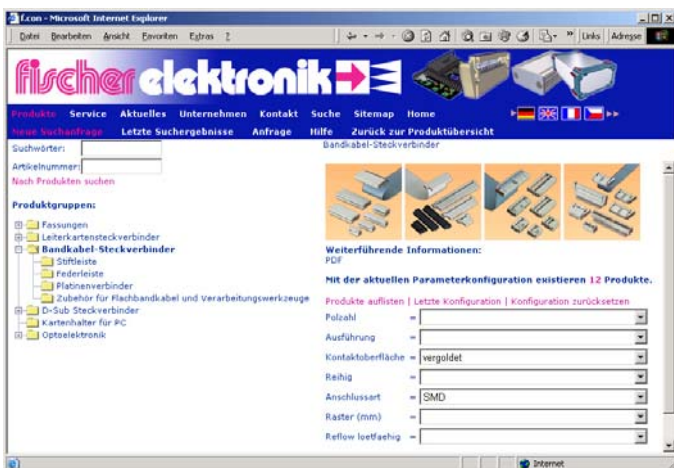 f.con - Microsoft Internet Explorer
Datei Bearbeiten Ansicht Favoriten Extras ?
Links Adresse
fischer elektronik
Produkte Service Aktuelles Unternehmen Kontakt Suche Sitemap Home
Neue Suchanfrage Letzte Suchergebnisse Anfrage Hilfe Zurück zur Produktübersicht
Suchwörter:
Artikelnummer:
Nach Produkten suchen
Produktgruppen:
Fassungen
Leiterkartensteckverbinder
Bandkabel-Steckverbinder
Stiftleiste
Federleiste
Platinenverbinder
Zubehör für Flachbandkabel und Verarbeitungswerkzeuge
D-Sub Steckverbinder
Kartenhalter für PC
Optoelektronik
Bandkabel-Steckverbinder
Weiterführende Informationen:
PDF
Mit der aktuellen Parameterkonfiguration existieren 12 Produkte.
Produkte auflisten | Letzte Konfiguration | Konfiguration zurücksetzen
Polzahl =
Ausführung =
Kontaktoberfläche = vergoldet
Reihig =
Anschlussart = SMD
Raster (mm) =
Reflow loetfaehig =
Internet